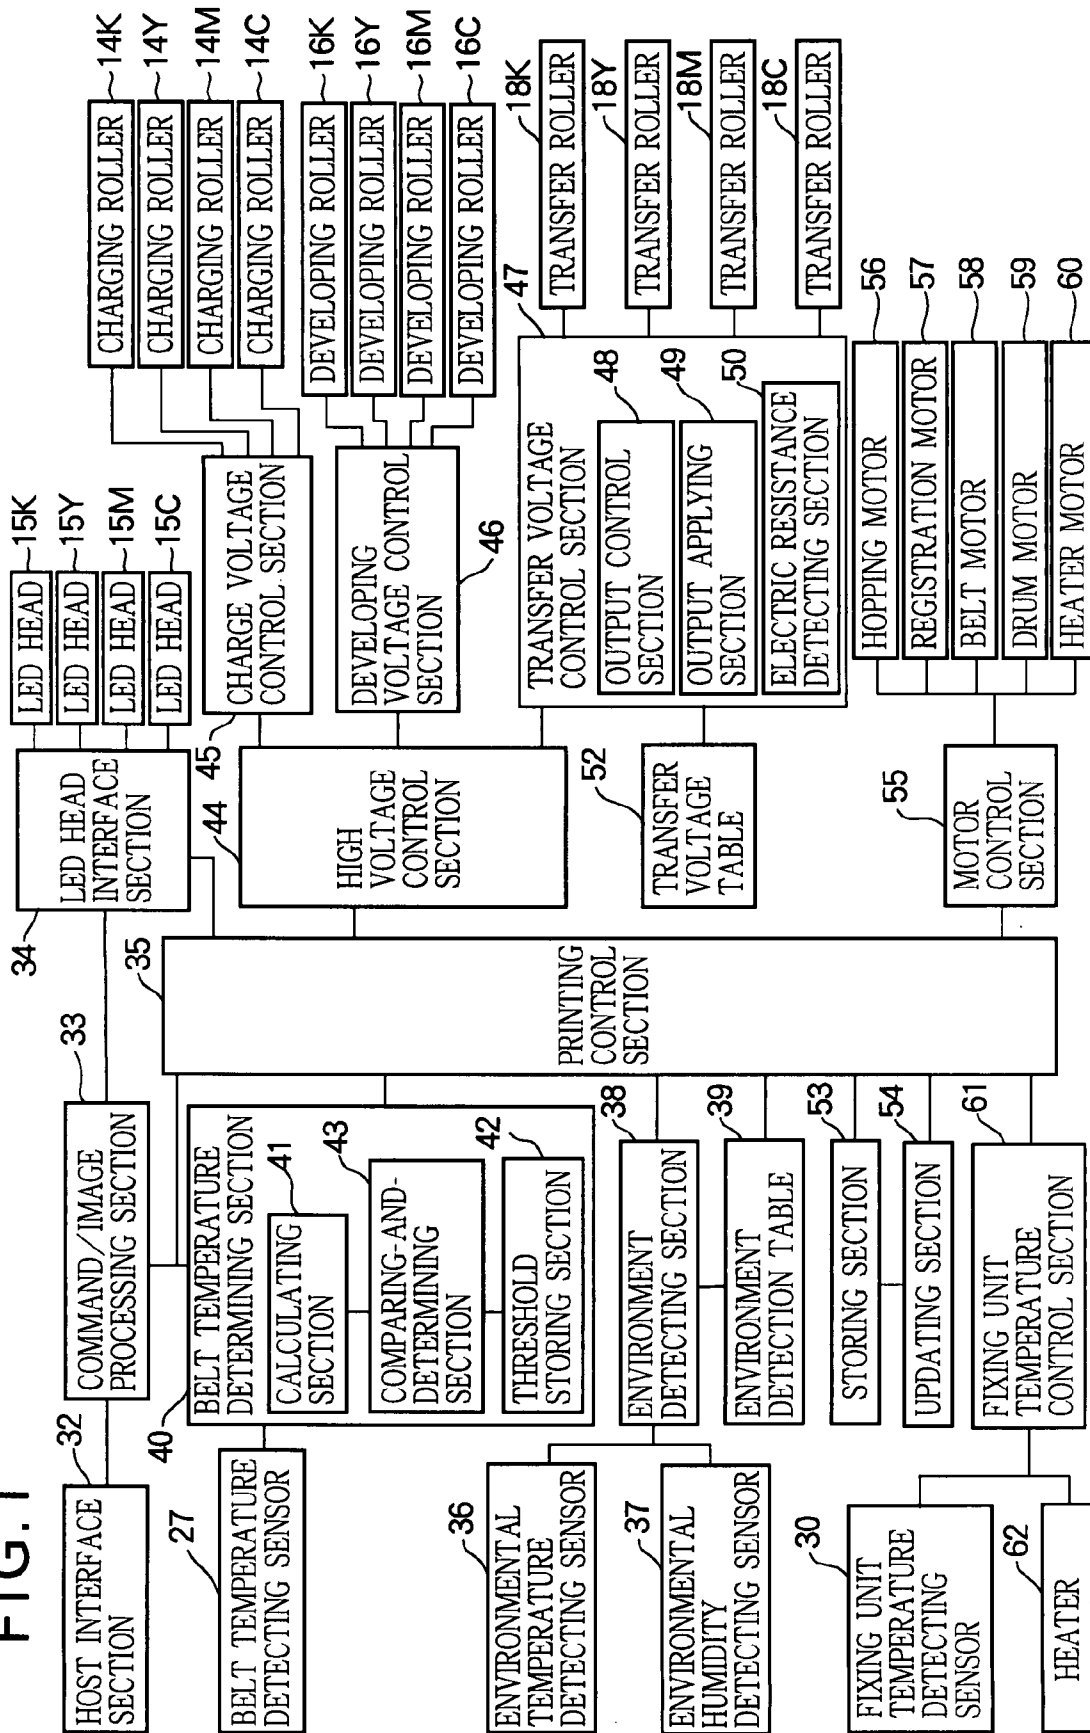 FIG. 1
HOST INTERFACE
SECTION
32
COMMAND/IMAGE
PROCESSING SECTION
33
LED HEAD
INTERFACE
SECTION
34
LED HEAD
15K
LED HEAD
15Y
LED HEAD
15M
LED HEAD
15C
BELT TEMPERATURE
DETECTING SENSOR
27
BELT TEMPERATURE
DETERMINING SECTION
40
CALCULATING
SECTION
41
COMPARING-AND-
DETERMINING
SECTION
43
THRESHOLD
STORING SECTION
42
PRINTING
CONTROL
SECTION
35
HIGH
VOLTAGE
CONTROL
SECTION
44
CHARGE VOLTAGE
CONTROL SECTION
45
CHARGING ROLLER
14K
CHARGING ROLLER
14Y
CHARGING ROLLER
14M
CHARGING ROLLER
14C
DEVELOPING
VOLTAGE CONTROL
SECTION
46
DEVELOPING ROLLER
16K
DEVELOPING ROLLER
16Y
DEVELOPING ROLLER
16M
DEVELOPING ROLLER
16C
ENVIRONMENTAL
TEMPERATURE
DETECTING SENSOR
36
ENVIRONMENTAL
HUMIDITY
DETECTING SENSOR
37
ENVIRONMENT
DETECTING SECTION
38
ENVIRONMENT
DETECTION TABLE
39
TRANSFER
VOLTAGE
TABLE
52
TRANSFER VOLTAGE
CONTROL SECTION
47
OUTPUT CONTROL
SECTION
48
OUTPUT APPLYING
SECTION
49
ELECTRIC RESISTANCE
DETECTING SECTION
50
TRANSFER ROLLER
18K
TRANSFER ROLLER
18Y
TRANSFER ROLLER
18M
TRANSFER ROLLER
18C
STORING SECTION
53
UPDATING SECTION
54
FIXING UNIT
TEMPERATURE
DETECTING
SENSOR
30
HEATER
62
FIXING UNIT
TEMPERATURE
CONTROL SECTION
61
MOTOR
CONTROL
SECTION
55
HOPPING MOTOR
56
REGISTRATION MOTOR
57
BELT MOTOR
58
DRUM MOTOR
59
HEATER MOTOR
60